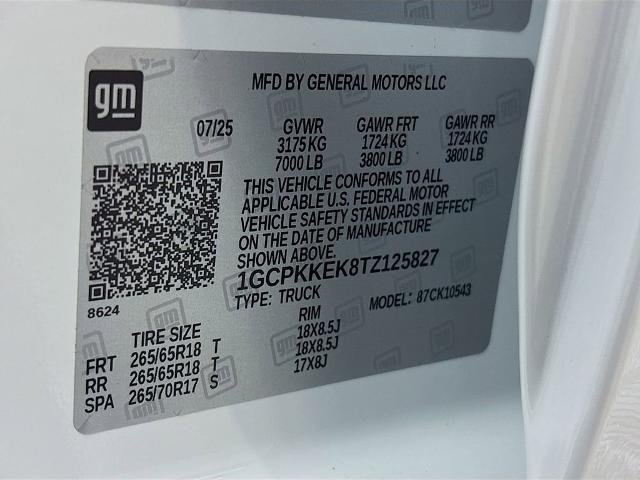 gm
MFD BY GENERAL MOTORS LLC
07/25 GVWR GAWR FRT GAWR RR
3175 KG 1724 KG 1724 KG
7000 LB 3800 LB 3800 LB
THIS VEHICLE CONFORMS TO ALL
APPLICABLE U.S. FEDERAL MOTOR
VEHICLE SAFETY STANDARDS IN EFFECT
ON THE DATE OF MANUFACTURE
SHOWN ABOVE.
1GCPKKEK8TZ125827
TYPE: TRUCK MODEL: 87CK10543
8624
TIRE SIZE RIM
FRT 265/65R18 T 18X8.5J
RR 265/65R18 T 18X8.5J
SPA 265/70R17 S 17X8J